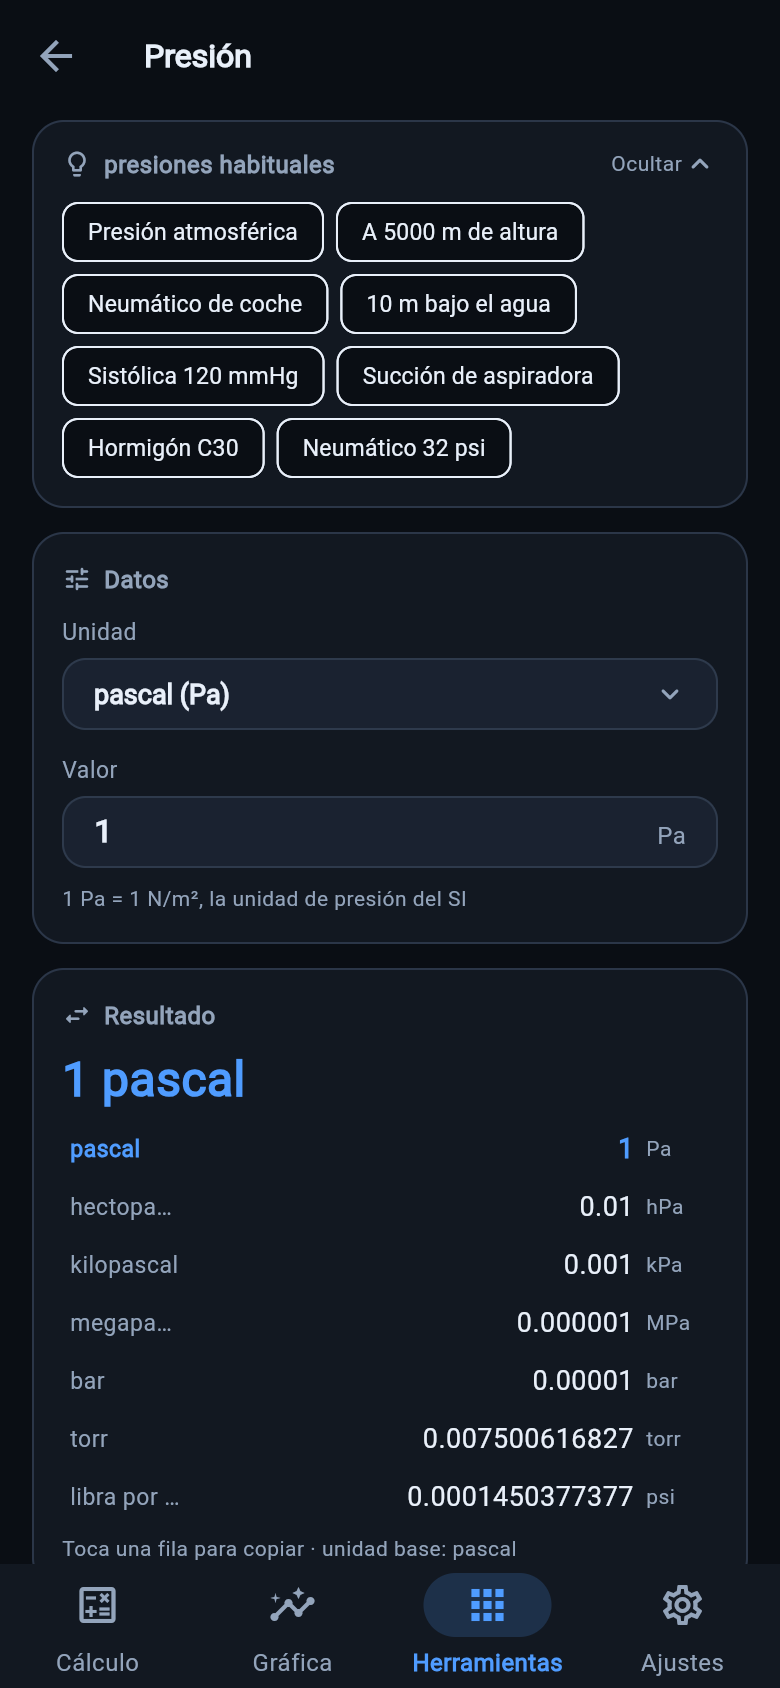 Presión
presiones habituales
Ocultar
Presión atmosférica
A 5000 m de altura
Neumático de coche
10 m bajo el agua
Sistólica 120 mmHg
Succión de aspiradora
Hormigón C30
Neumático 32 psi
Datos
Unidad
pascal (Pa)
Valor
1 Pa
1 Pa = 1 N/m², la unidad de presión del SI
Resultado
1 pascal
pascal 1 Pa
hectopa… 0.01 hPa
kilopascal 0.001 kPa
megapa… 0.000001 MPa
bar 0.00001 bar
torr 0.007500616827 torr
libra por … 0.0001450377377 psi
Toca una fila para copiar · unidad base: pascal
Cálculo
Gráfica
Herramientas
Ajustes